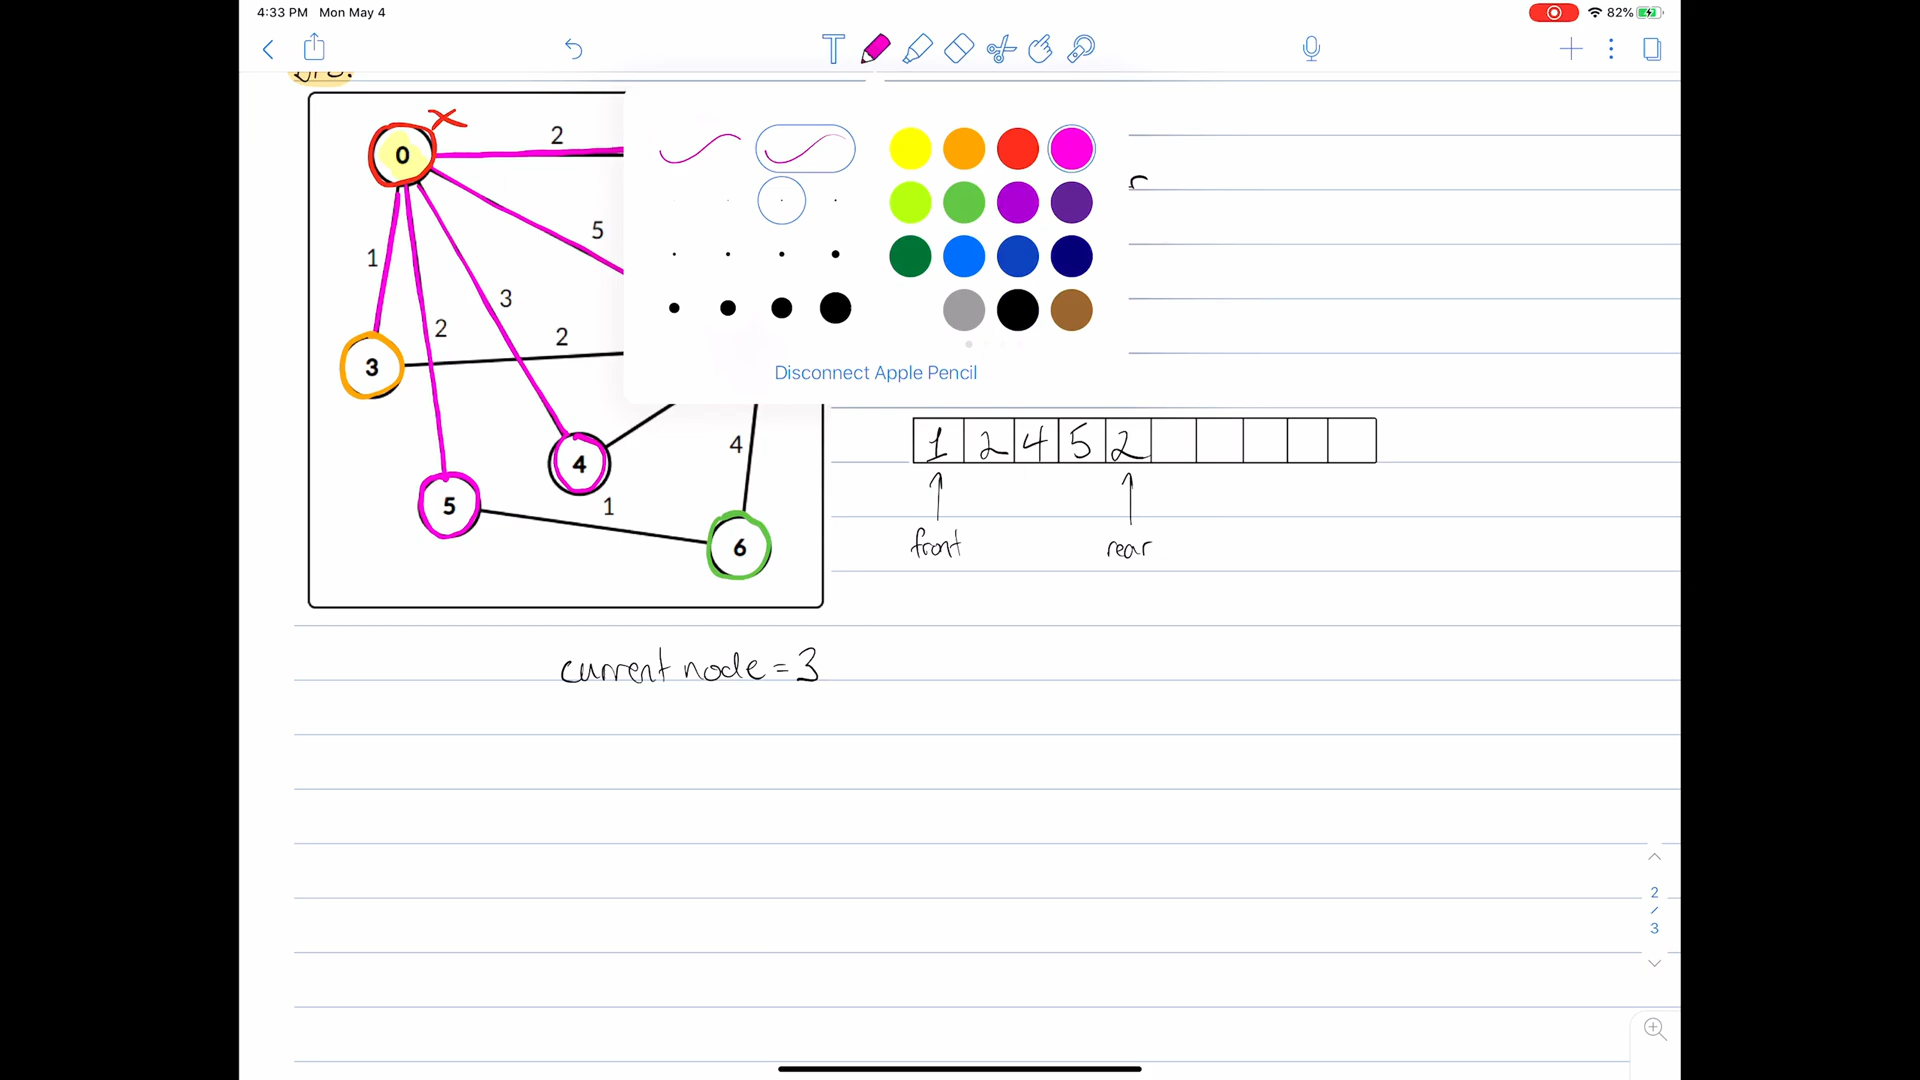 4:33 PM Mon May 4
82%
T
0
2
5
1
3
2
2
3
4
4
5
1
6
Disconnect Apple Pencil
1 2 4 5 2
front rear
current node = 3
2
/
3